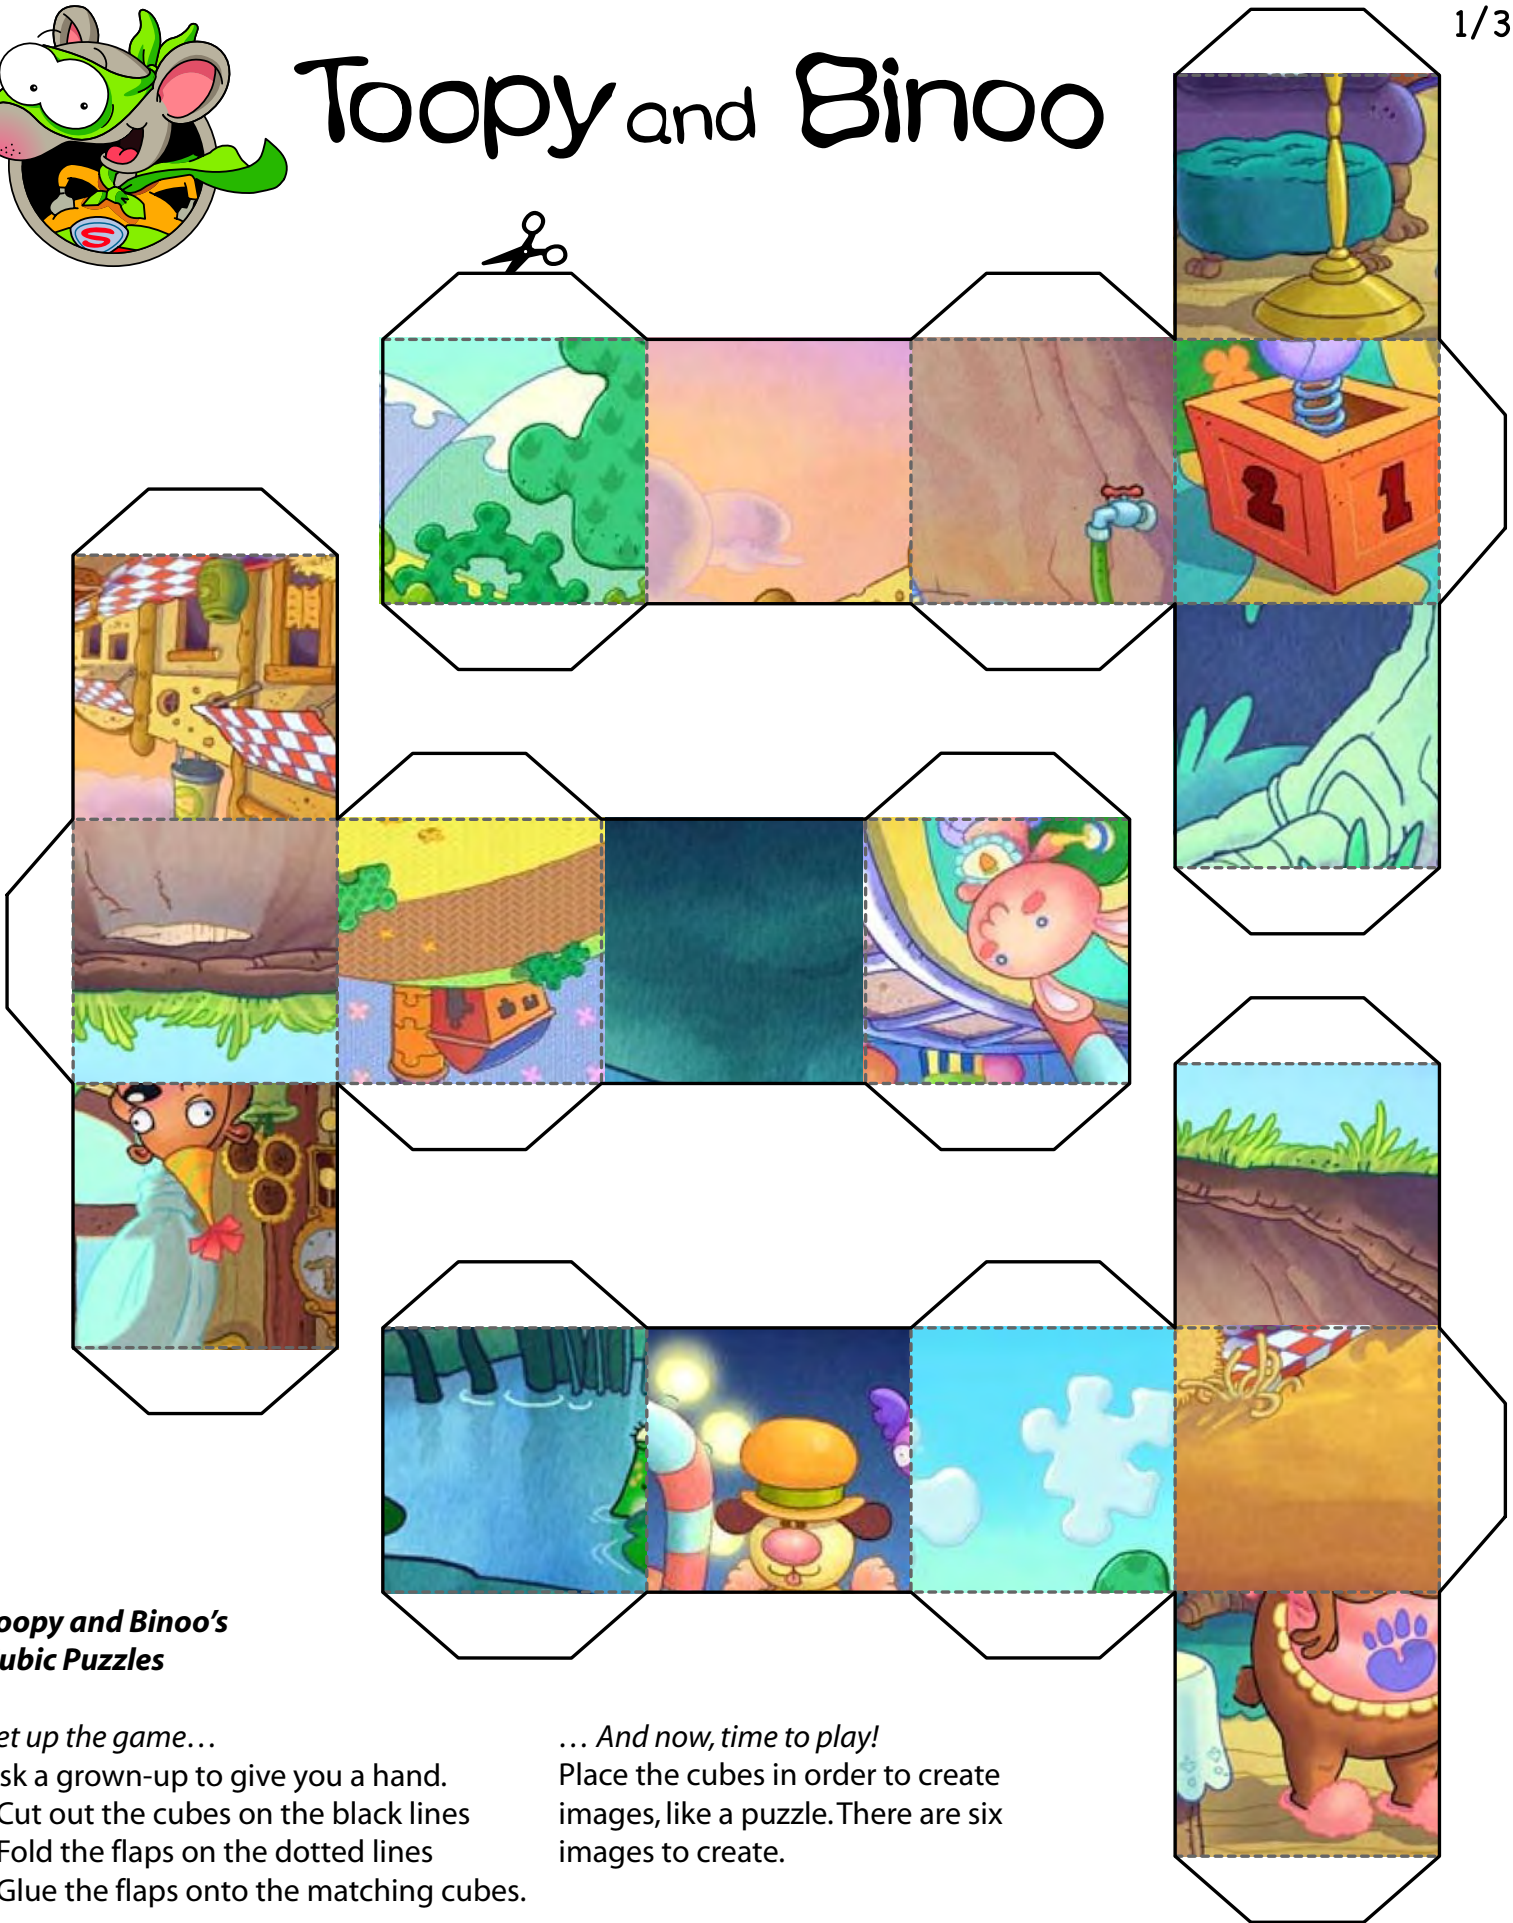 1/3
Toopy and Binoo
S
2 1
oopy and Binoo's
ubic Puzzles
et up the game…
sk a grown-up to give you a hand.
Cut out the cubes on the black lines
Fold the flaps on the dotted lines
Glue the flaps onto the matching cubes.
… And now, time to play!
Place the cubes in order to create
images, like a puzzle. There are six
images to create.